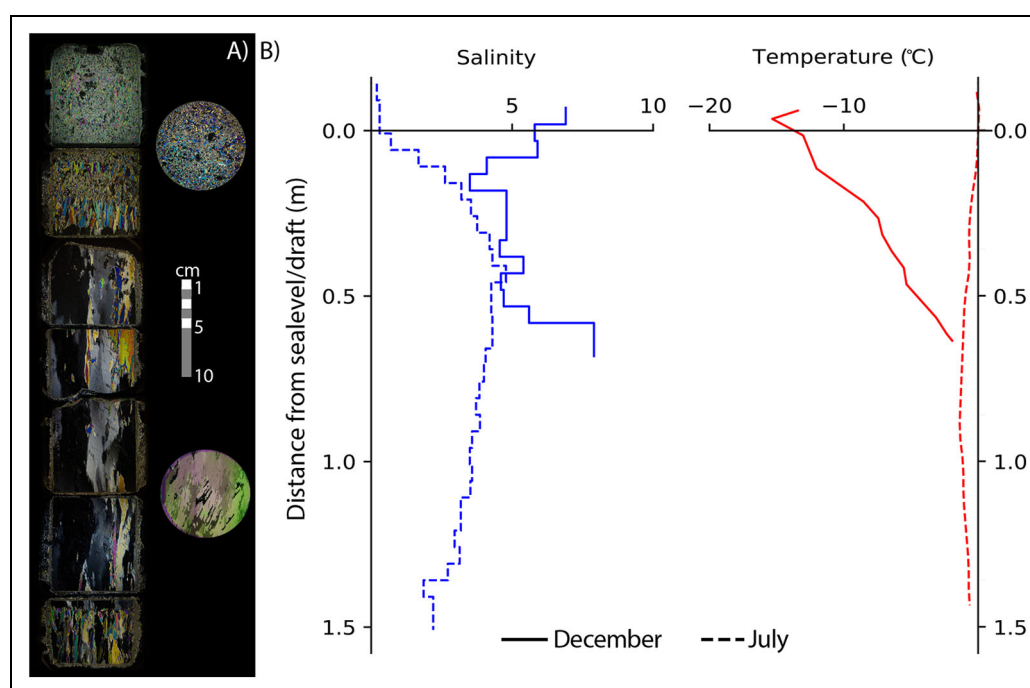 A) B)
Salinity
Temperature (℃)
5
10
−20
−10
0.0
0.0
cm
1
5
10
0.5
0.5
1.0
1.0
1.5
1.5
Distance from sealevel/draft (m)
December
July